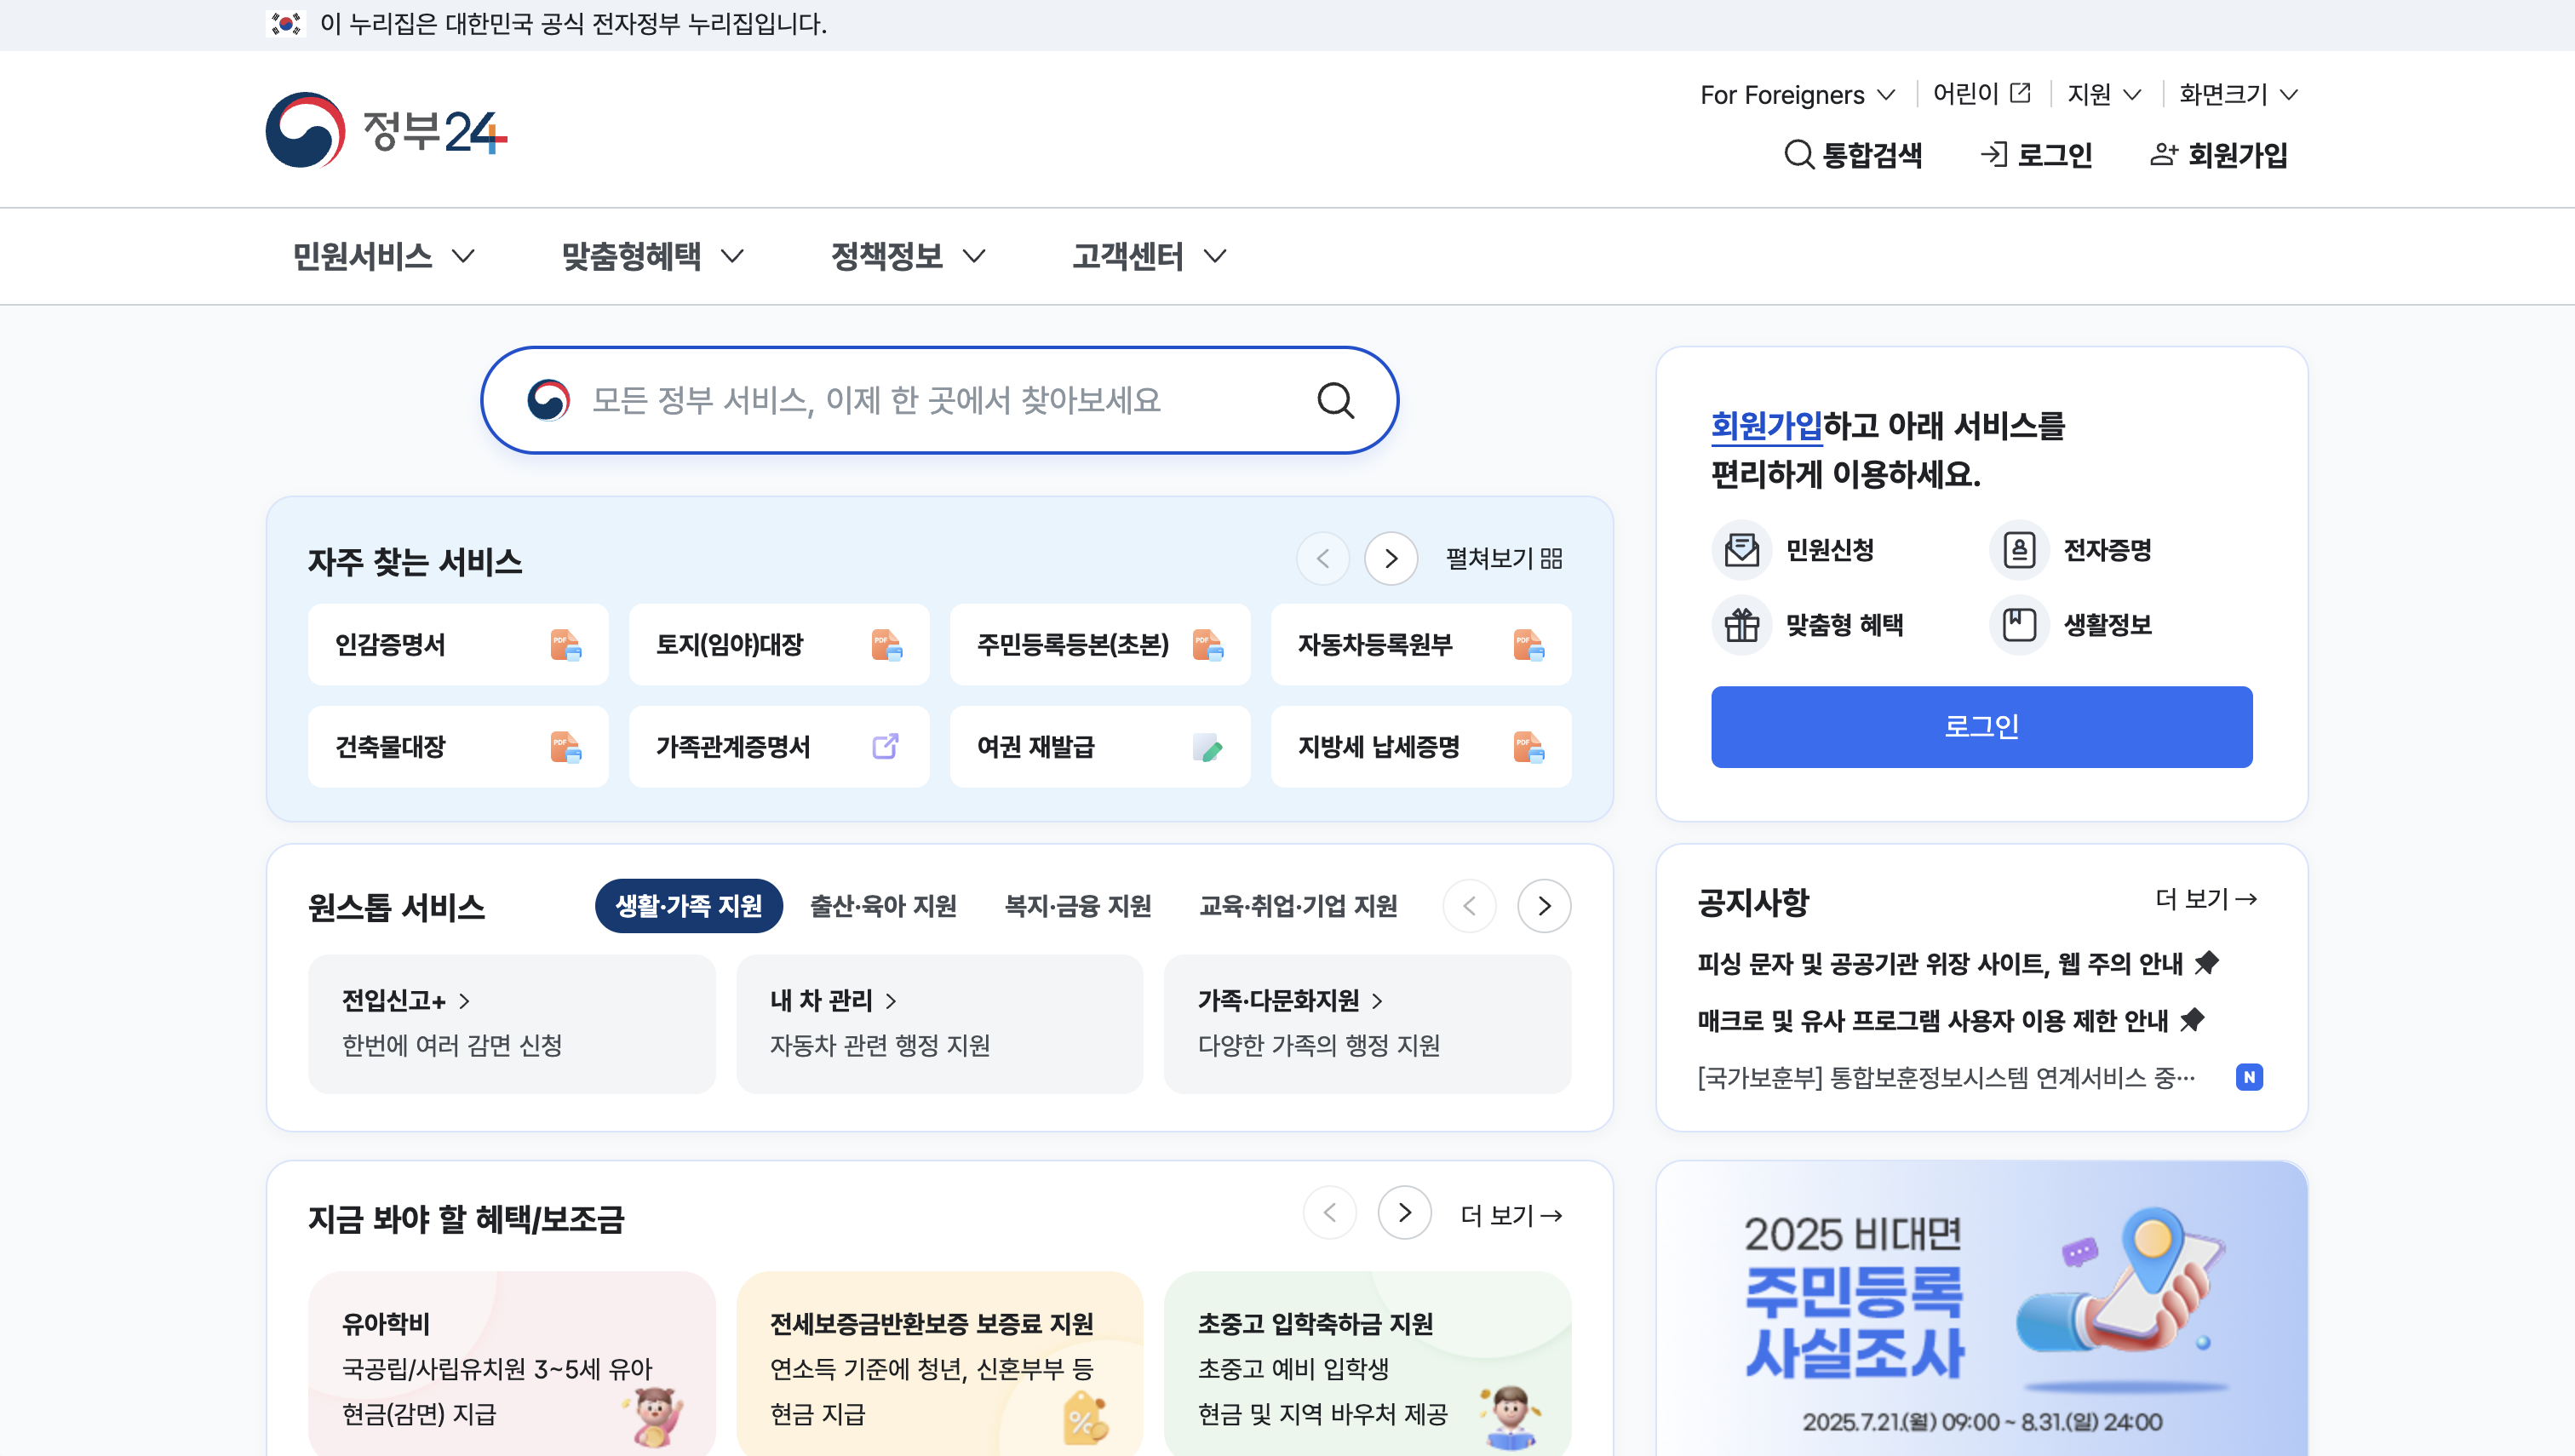 이 누리집은 대한민국 공식 전자정부 누리집입니다.
정부24
For Foreigners
어린이
지원
화면크기
통합검색
로그인
회원가입
민원서비스
맞춤형혜택
정책정보
고객센터
모든 정부 서비스, 이제 한 곳에서 찾아보세요
자주 찾는 서비스
펼쳐보기
인감증명서
PDF
토지(임야)대장
PDF
주민등록등본(초본)
PDF
자동차등록원부
PDF
건축물대장
PDF
가족관계증명서
여권 재발급
지방세 납세증명
PDF
회원가입하고 아래 서비스를
편리하게 이용하세요.
민원신청
전자증명
맞춤형 혜택
생활정보
로그인
원스톱 서비스
생활·가족 지원
출산·육아 지원
복지·금융 지원
교육·취업·기업 지원
전입신고+
한번에 여러 감면 신청
내 차 관리
자동차 관련 행정 지원
가족·다문화지원
다양한 가족의 행정 지원
공지사항
더 보기
피싱 문자 및 공공기관 위장 사이트, 웹 주의 안내
매크로 및 유사 프로그램 사용자 이용 제한 안내
[국가보훈부] 통합보훈정보시스템 연계서비스 중…
N
지금 봐야 할 혜택/보조금
더 보기
유아학비
국공립/사립유치원 3~5세 유아
현금(감면) 지급
전세보증금반환보증 보증료 지원
연소득 기준에 청년, 신혼부부 등
현금 지급
%
초중고 입학축하금 지원
초중고 예비 입학생
현금 및 지역 바우처 제공
2025 비대면
주민등록
사실조사
2025.7.21.(월) 09:00 ~ 8.31.(일) 24:00